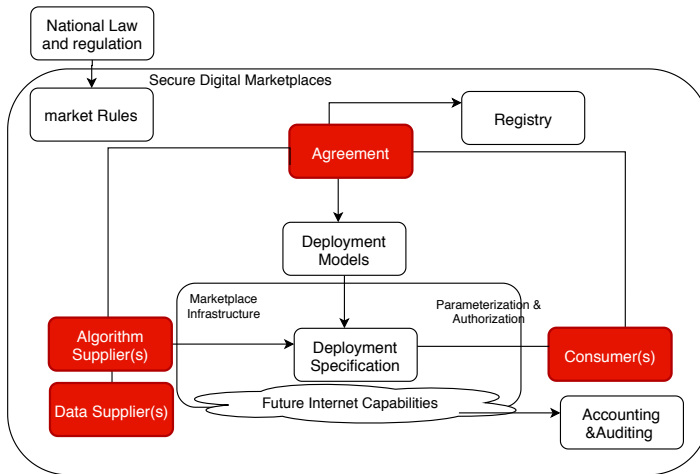 National Law
and regulation
Secure Digital Marketplaces
market Rules
Registry
Agreement
Deployment
Models
Marketplace
Infrastructure
Parameterization &
Authorization
Algorithm
Supplier(s)
Deployment
Specification
Consumer(s)
Data Supplier(s)
Future Internet Capabilities
Accounting
&Auditing